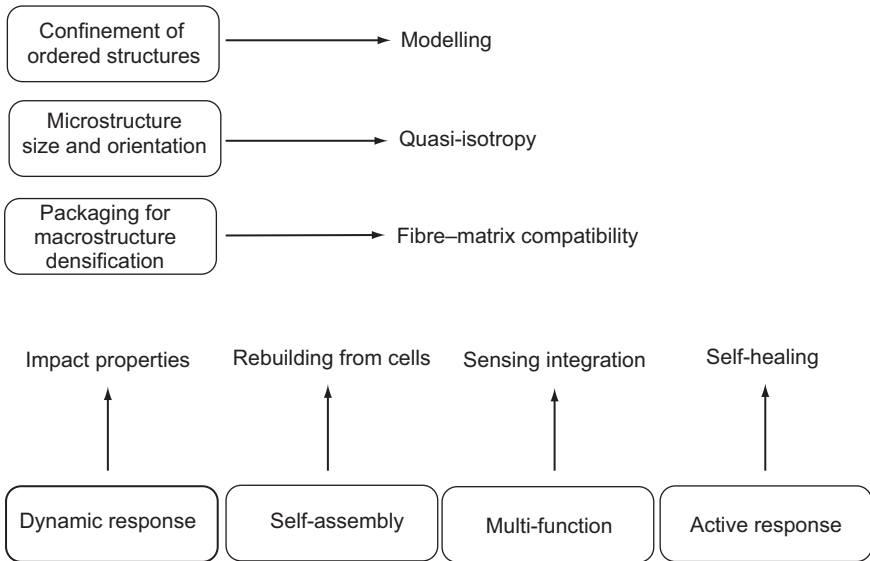 Confinement of
ordered structures
Modelling
Microstructure
size and orientation
Quasi-isotropy
Packaging for
macrostructure
densification
Fibre–matrix compatibility
Impact properties
Rebuilding from cells
Sensing integration
Self-healing
Dynamic response
Self-assembly
Multi-function
Active response